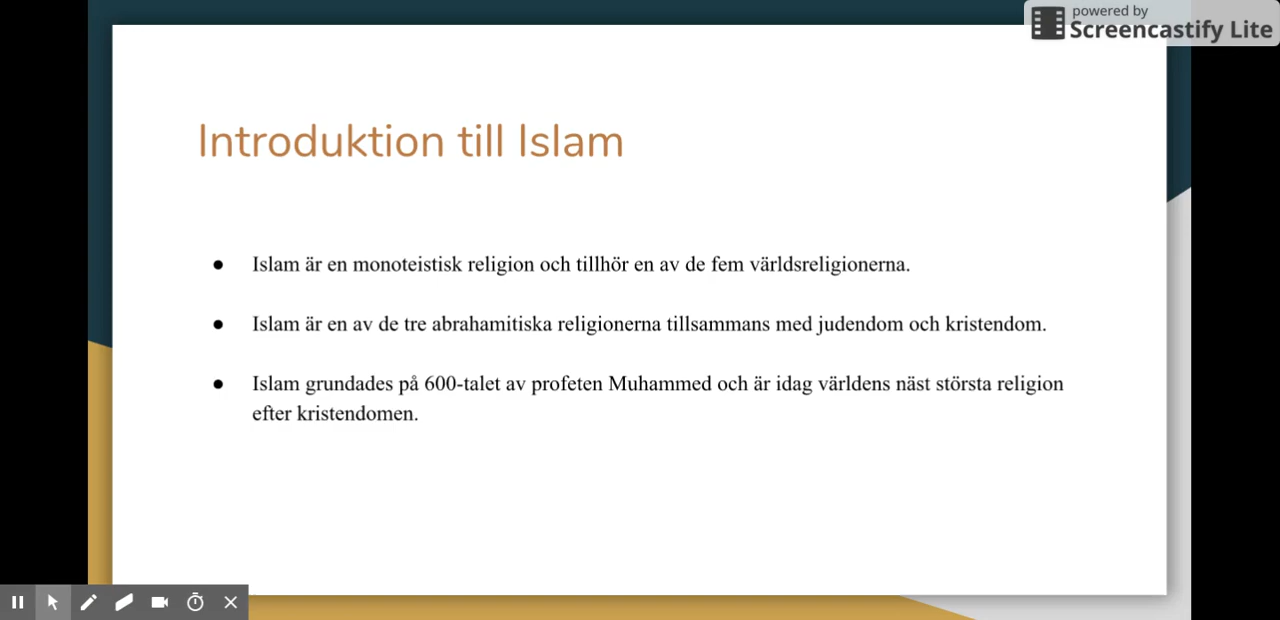 powered by
Screencastify Lite
Introduktion till Islam
● Islam är en monoteistisk religion och tillhör en av de fem världsreligionerna.
● Islam är en av de tre abrahamitiska religionerna tillsammans med judendom och kristendom.
● Islam grundades på 600-talet av profeten Muhammed och är idag världens näst största religion
efter kristendomen.